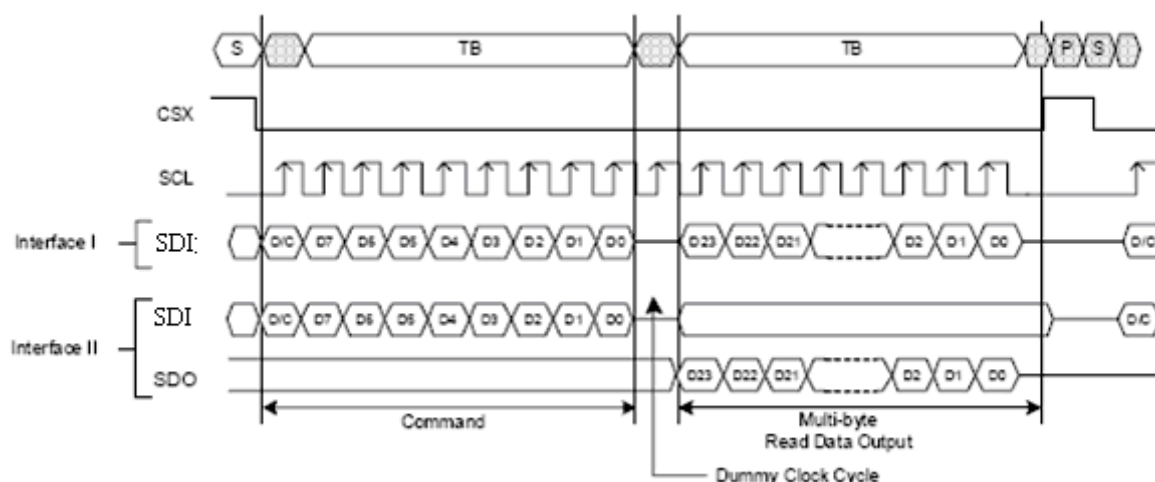 S TB TB P S
CSX
SCL
Interface I SDI: D/C D7 D5 D5 D4 D3 D2 D1 D0 D23 D22 D21 D2 D1 D0 D/C
SDI D/C D7 D5 D5 D4 D3 D2 D1 D0 D/C
Interface II
SDO D23 D22 D21 D2 D1 D0
Command Multi-byte
Read Data Output
Dummy Clock Cycle